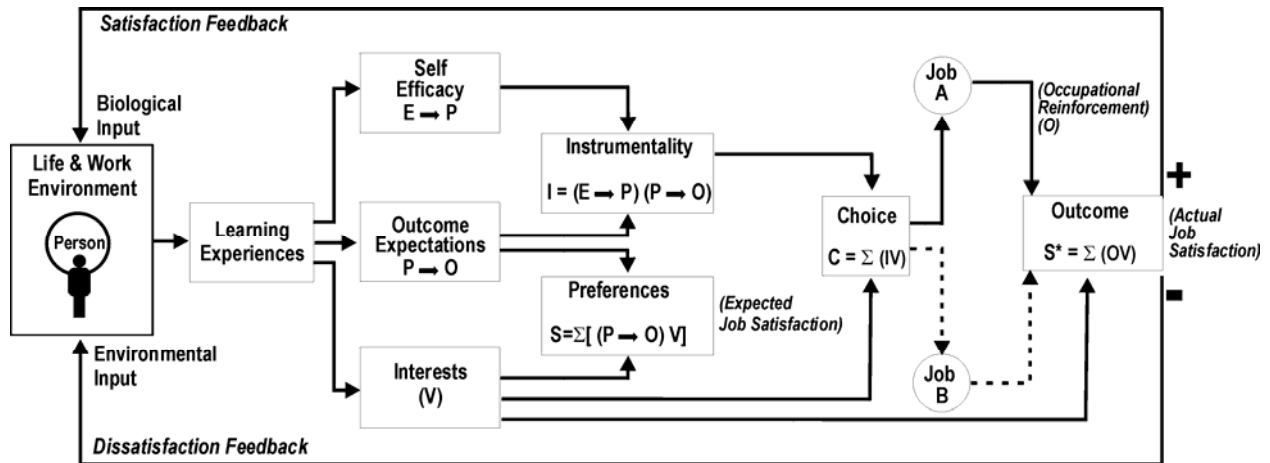 Satisfaction Feedback
Biological
Input
Life & Work
Environment
Person
Environmental
Input
Dissatisfaction Feedback
Learning
Experiences
Self
Efficacy
E → P
Outcome
Expectations
P → O
Interests
(V)
Instrumentality
I = (E → P) (P → O)
Preferences
S=Σ[ (P → O) V]
(Expected
Job Satisfaction)
Choice
C = Σ (IV)
Job
A
Job
B
(Occupational
Reinforcement)
(O)
Outcome
S* = Σ (OV)
+
(Actual
Job
Satisfaction)
-